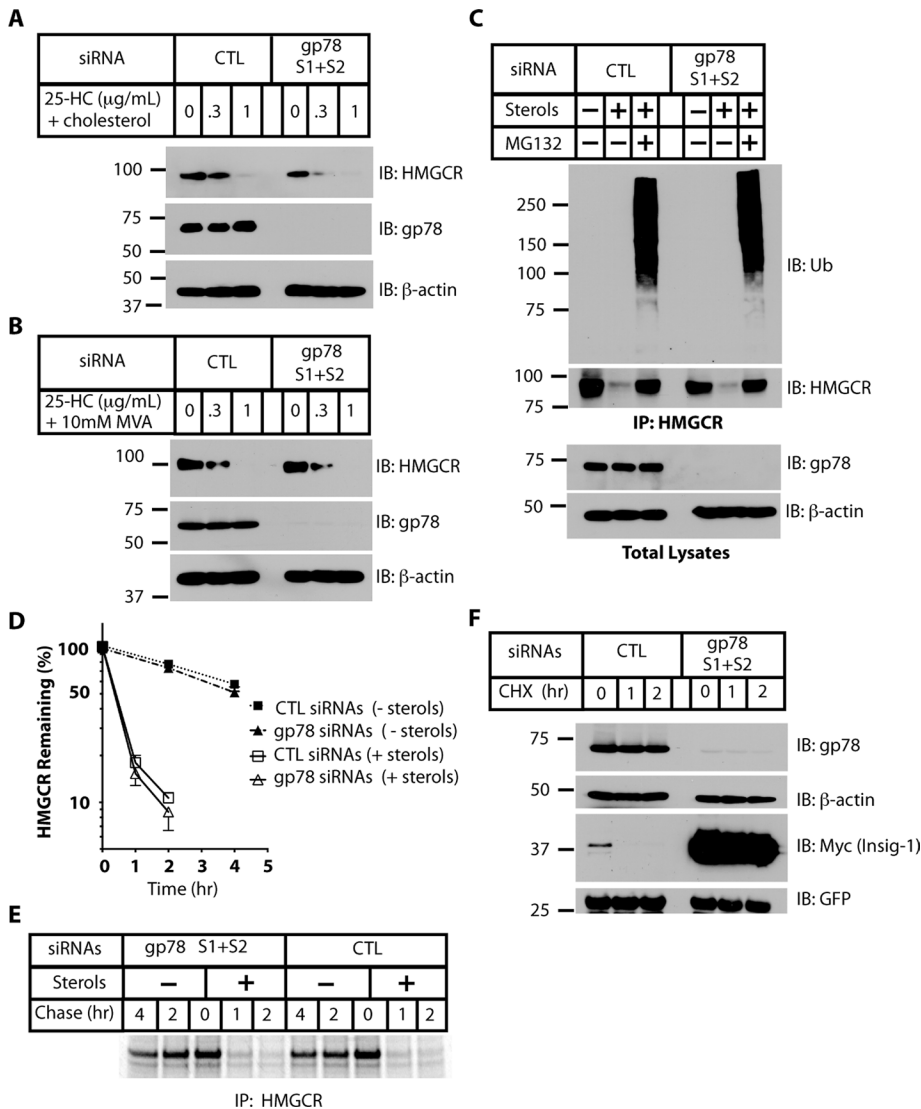 A
siRNA CTL gp78 S1+S2
25-HC (µg/mL) + cholesterol 0 .3 1 0 .3 1
100 IB: HMGCR
75
50 IB: gp78
50
37 IB: β-actin
B
siRNA CTL gp78 S1+S2
25-HC (µg/mL) + 10mM MVA 0 .3 1 0 .3 1
100 IB: HMGCR
75
50 IB: gp78
37 IB: β-actin
C
siRNA CTL gp78 S1+S2
Sterols − + + − + +
MG132 − − + − − +
250
150
100
75
IB: Ub
100
75 IB: HMGCR
IP: HMGCR
75 IB: gp78
50 IB: β-actin
Total Lysates
D
HMGCR Remaining (%)
100
50
10
0 1 2 3 4 5
Time (hr)
CTL siRNAs (- sterols)
gp78 siRNAs (- sterols)
CTL siRNAs (+ sterols)
gp78 siRNAs (+ sterols)
E
siRNAs gp78 S1+S2 CTL
Sterols − + − +
Chase (hr) 4 2 0 1 2 4 2 0 1 2
IP: HMGCR
F
siRNAs CTL gp78 S1+S2
CHX (hr) 0 1 2 0 1 2
75 IB: gp78
50 IB: β-actin
37 IB: Myc (Insig-1)
25 IB: GFP